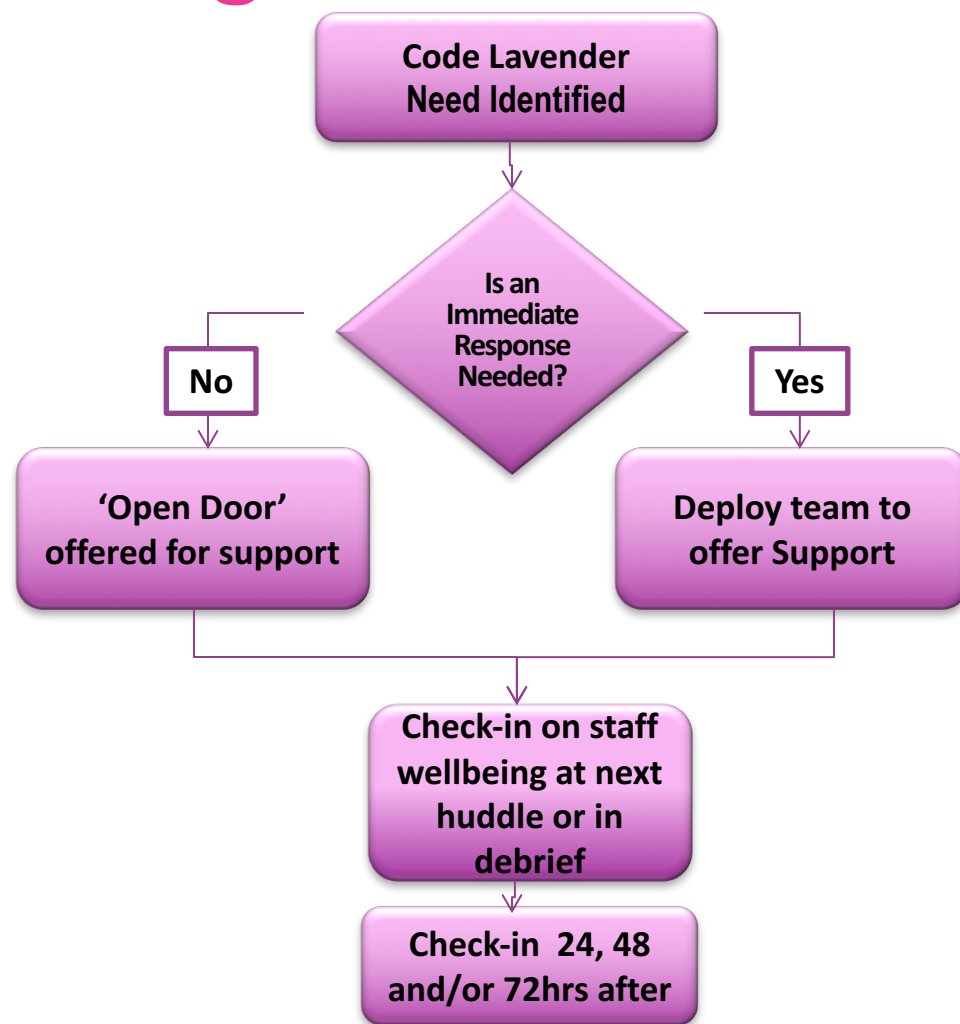 Code Lavender
Need Identified
Is an
Immediate
Response
Needed?
No
Yes
‘Open Door’
offered for support
Deploy team to
offer Support
Check-in on staff
wellbeing at next
huddle or in
debrief
Check-in 24, 48
and/or 72hrs after